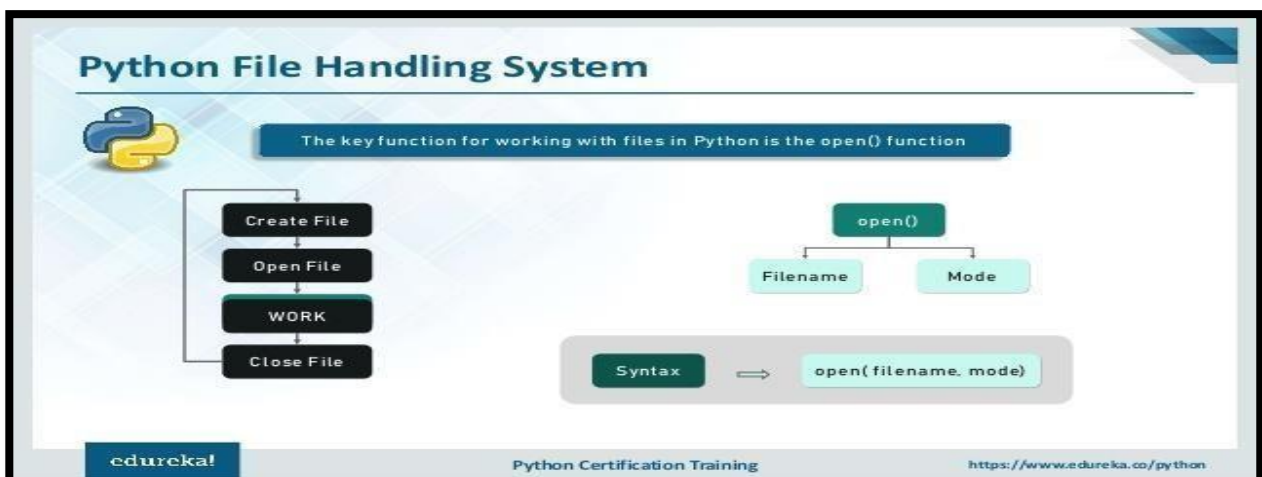 Python File Handling System
The key function for working with files in Python is the open() function
Create File
Open File
WORK
Close File
open()
Filename
Mode
Syntax
open( filename, mode)
edureka!
Python Certification Training
https://www.edureka.co/python